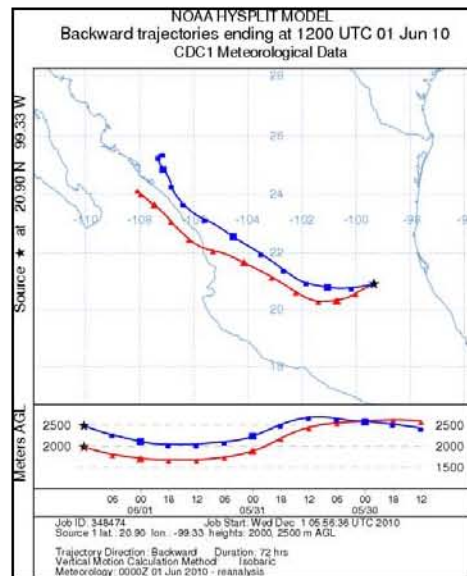 NOAA HYSPLIT MODEL
Backward trajectories ending at 1200 UTC 01 Jun 10
CDC1 Meteorological Data
Source ★ at 20.90 N 99.33 W
28
26
24
-110 -108 -106 -104 -102 -100 -98
22
20
18
Meters AGL
2500 2500
2000 2000
1500
06 00 18 12 06 00 18 12 06 00 18 12
06/01 05/31 05/30
Job ID: 348474 Job Start: Wed Dec 1 05:56:36 UTC 2010
Source 1 lat.: 20.90 lon.: -99.33 heights: 2000, 2500 m AGL
Trajectory Direction: Backward Duration: 72 hrs
Vertical Motion Calculation Method: Isobaric
Meteorology: 0000Z 01 Jun 2010 - reanalysis